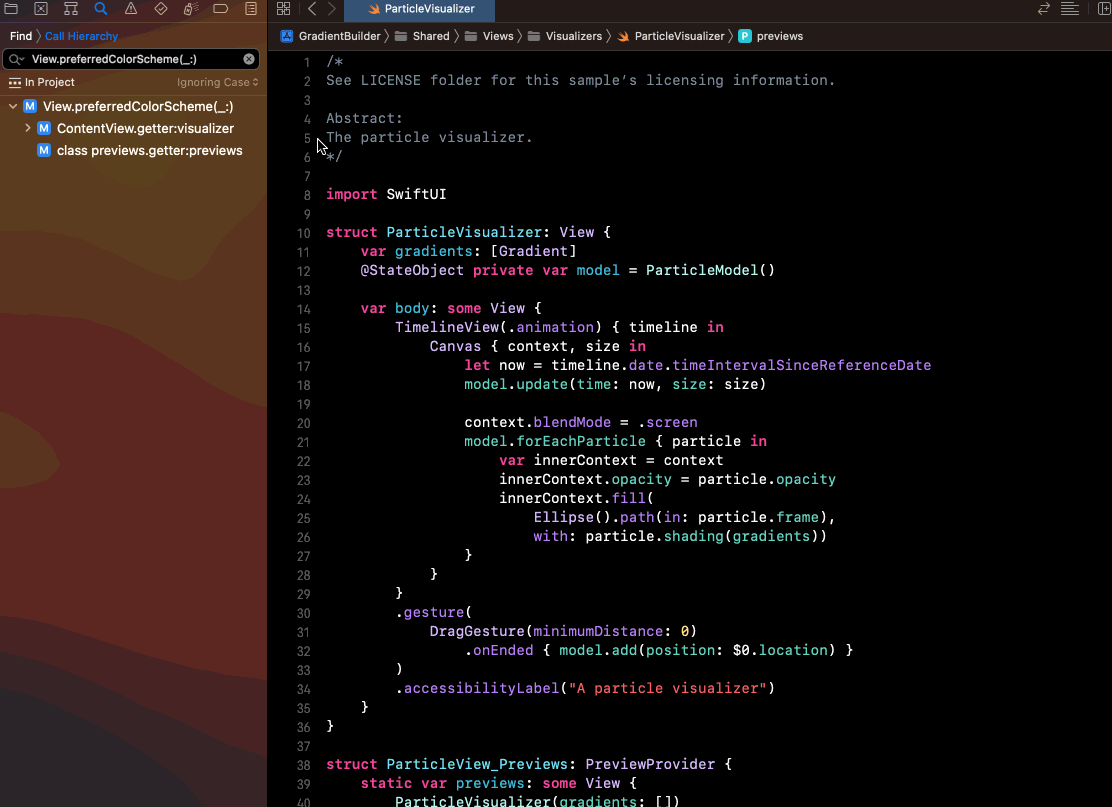 ParticleVisualizer
Find 〉 Call Hierarchy
GradientBuilder 〉 Shared 〉 Views 〉 Visualizers 〉 ParticleVisualizer 〉 P previews
View.preferredColorScheme(_:)
In Project Ignoring Case
M View.preferredColorScheme(_:)
M ContentView.getter:visualizer
M class previews.getter:previews
1 /*
2 See LICENSE folder for this sample’s licensing information.
3
4 Abstract:
5 The particle visualizer.
6 */
7
8 import SwiftUI
9
10 struct ParticleVisualizer: View {
11     var gradients: [Gradient]
12     @StateObject private var model = ParticleModel()
13
14     var body: some View {
15         TimelineView(.animation) { timeline in
16             Canvas { context, size in
17                 let now = timeline.date.timeIntervalSinceReferenceDate
18                 model.update(time: now, size: size)
19
20                 context.blendMode = .screen
21                 model.forEachParticle { particle in
22                     var innerContext = context
23                     innerContext.opacity = particle.opacity
24                     innerContext.fill(
25                         Ellipse().path(in: particle.frame),
26                         with: particle.shading(gradients))
27                 }
28             }
29         }
30         .gesture(
31             DragGesture(minimumDistance: 0)
32                 .onEnded { model.add(position: $0.location) }
33         )
34         .accessibilityLabel("A particle visualizer")
35     }
36 }
37
38 struct ParticleView_Previews: PreviewProvider {
39     static var previews: some View {
40         ParticleVisualizer(gradients: [])